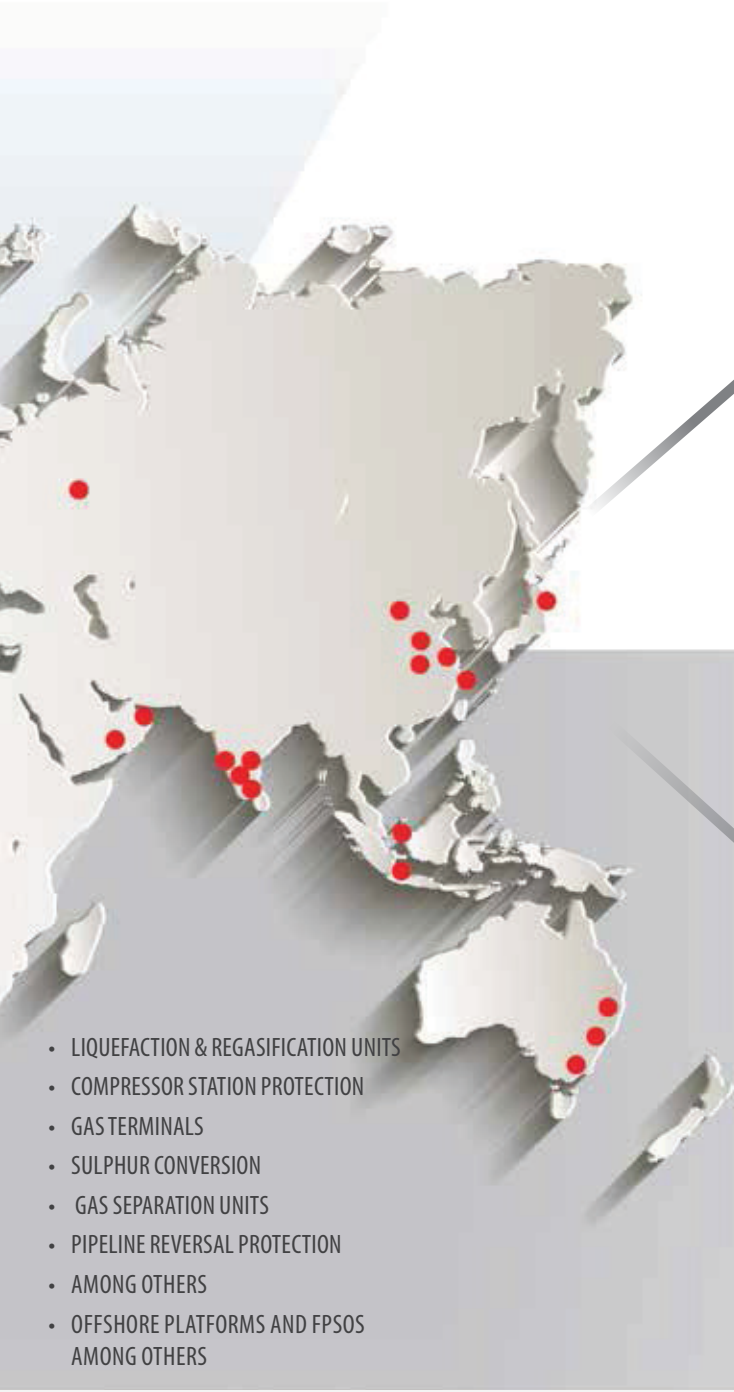 • LIQUEFACTION & REGASIFICATION UNITS
• COMPRESSOR STATION PROTECTION
• GAS TERMINALS
• SULPHUR CONVERSION
• GAS SEPARATION UNITS
• PIPELINE REVERSAL PROTECTION
• AMONG OTHERS
• OFFSHORE PLATFORMS AND FPSOS
AMONG OTHERS